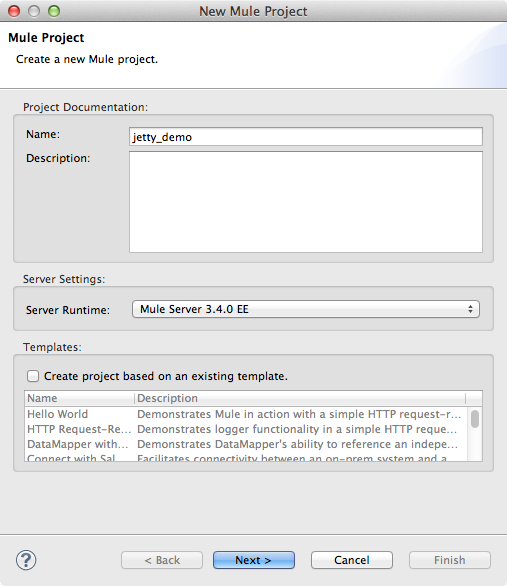 New Mule Project
Mule Project
Create a new Mule project.
Project Documentation:
Name: jetty_demo
Description:
Server Settings:
Server Runtime: Mule Server 3.4.0 EE
Templates:
Create project based on an existing template.
Name Description
Hello World Demonstrates Mule in action with a simple HTTP request-r...
HTTP Request-Re... Demonstrates logger functionality in a simple HTTP reque...
DataMapper with... Demonstrates DataMapper's ability to reference an indepe...
Connect with Sal... Facilitates connectivity between an on-prem system and a...
? < Back Next > Cancel Finish